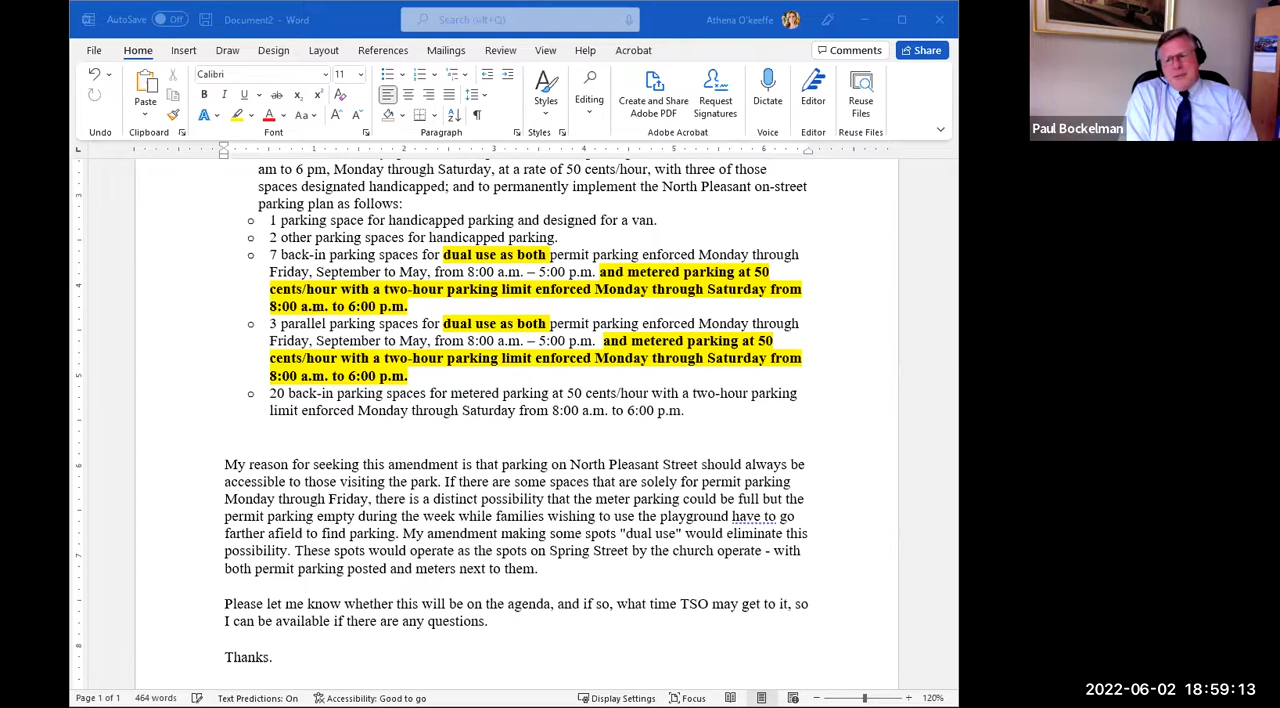 AutoSave Off Document2 - Word Search (Alt+Q) Athena O'keeffe
File Home Insert Draw Design Layout References Mailings Review View Help Acrobat Comments Share
Calibri 11
Paste Styles Editing Create and Share Adobe PDF Request Signatures Dictate Editor Reuse Files
Undo Clipboard Font Paragraph Styles Adobe Acrobat Voice Editor Reuse Files
Paul Bockelman
am to 6 pm, Monday through Saturday, at a rate of 50 cents/hour, with three of those
spaces designated handicapped; and to permanently implement the North Pleasant on-street
parking plan as follows:
o 1 parking space for handicapped parking and designed for a van.
o 2 other parking spaces for handicapped parking.
o 7 back-in parking spaces for dual use as both permit parking enforced Monday through
Friday, September to May, from 8:00 a.m. – 5:00 p.m. and metered parking at 50
cents/hour with a two-hour parking limit enforced Monday through Saturday from
8:00 a.m. to 6:00 p.m.
o 3 parallel parking spaces for dual use as both permit parking enforced Monday through
Friday, September to May, from 8:00 a.m. – 5:00 p.m. and metered parking at 50
cents/hour with a two-hour parking limit enforced Monday through Saturday from
8:00 a.m. to 6:00 p.m.
o 20 back-in parking spaces for metered parking at 50 cents/hour with a two-hour parking
limit enforced Monday through Saturday from 8:00 a.m. to 6:00 p.m.
My reason for seeking this amendment is that parking on North Pleasant Street should always be
accessible to those visiting the park. If there are some spaces that are solely for permit parking
Monday through Friday, there is a distinct possibility that the meter parking could be full but the
permit parking empty during the week while families wishing to use the playground have to go
farther afield to find parking. My amendment making some spots "dual use" would eliminate this
possibility. These spots would operate as the spots on Spring Street by the church operate - with
both permit parking posted and meters next to them.
Please let me know whether this will be on the agenda, and if so, what time TSO may get to it, so
I can be available if there are any questions.
Thanks.
Page 1 of 1 464 words Text Predictions: On Accessibility: Good to go Display Settings Focus 120%
2022-06-02 18:59:13